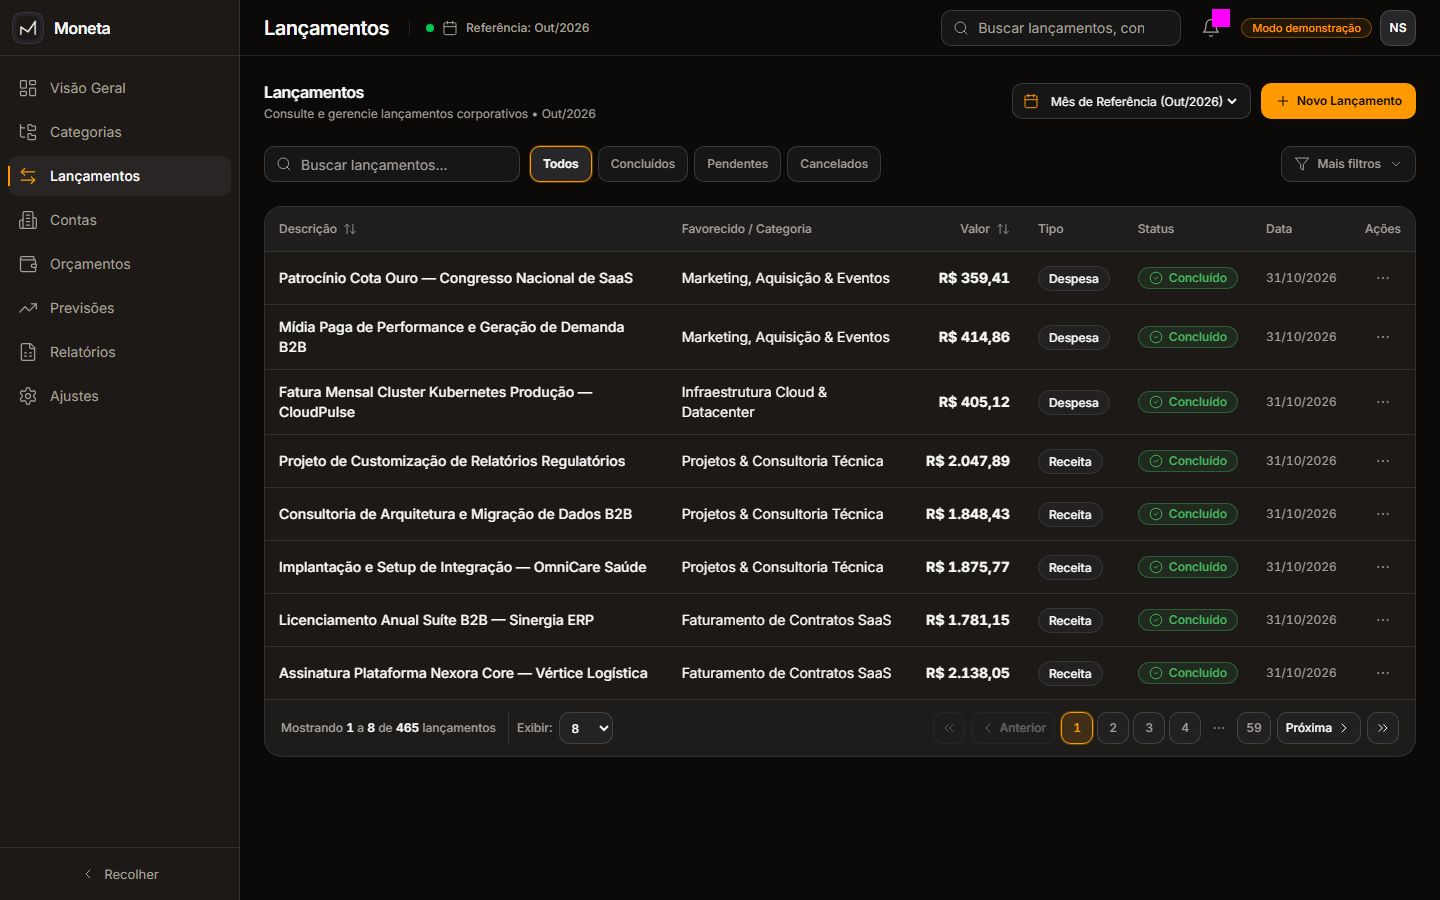 Moneta
Lançamentos
Referência: Out/2026
Buscar lançamentos, con
Modo demonstração
NS
Visão Geral
Categorias
Lançamentos
Contas
Orçamentos
Previsões
Relatórios
Ajustes
Recolher
Lançamentos
Consulte e gerencie lançamentos corporativos • Out/2026
Mês de Referência (Out/2026)
Novo Lançamento
Buscar lançamentos...
Todos
Concluídos
Pendentes
Cancelados
Mais filtros
Descrição Favorecido / Categoria Valor Tipo Status Data Ações
Patrocínio Cota Ouro — Congresso Nacional de SaaS Marketing, Aquisição & Eventos R$ 359,41 Despesa Concluído 31/10/2026 ...
Mídia Paga de Performance e Geração de Demanda
B2B
Marketing, Aquisição & Eventos R$ 414,86 Despesa Concluído 31/10/2026 ...
Fatura Mensal Cluster Kubernetes Produção —
CloudPulse
Infraestrutura Cloud &
Datacenter
R$ 405,12 Despesa Concluído 31/10/2026 ...
Projeto de Customização de Relatórios Regulatórios Projetos & Consultoria Técnica R$ 2.047,89 Receita Concluído 31/10/2026 ...
Consultoria de Arquitetura e Migração de Dados B2B Projetos & Consultoria Técnica R$ 1.848,43 Receita Concluído 31/10/2026 ...
Implantação e Setup de Integração — OmniCare Saúde Projetos & Consultoria Técnica R$ 1.875,77 Receita Concluído 31/10/2026 ...
Licenciamento Anual Suíte B2B — Sinergia ERP Faturamento de Contratos SaaS R$ 1.781,15 Receita Concluído 31/10/2026 ...
Assinatura Plataforma Nexora Core — Vértice Logística Faturamento de Contratos SaaS R$ 2.138,05 Receita Concluído 31/10/2026 ...
Mostrando 1 a 8 de 465 lançamentos Exibir: 8
« ‹ Anterior 1 2 3 4 ... 59 Próxima › »